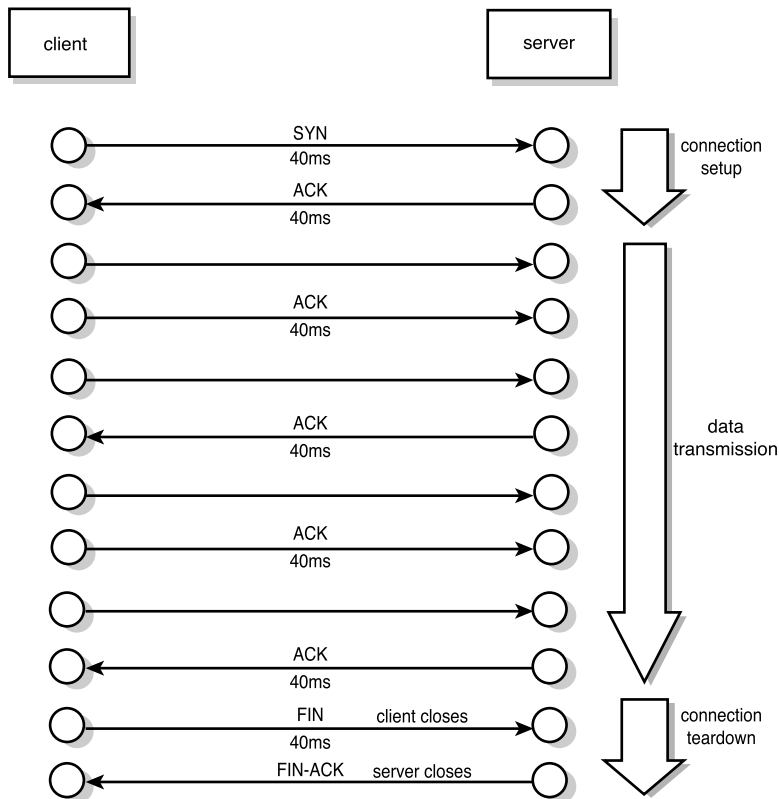 client
server
SYN
40ms
connection
setup
ACK
40ms
ACK
40ms
ACK
40ms
data
transmission
ACK
40ms
ACK
40ms
FIN client closes
40ms
connection
teardown
FIN-ACK server closes